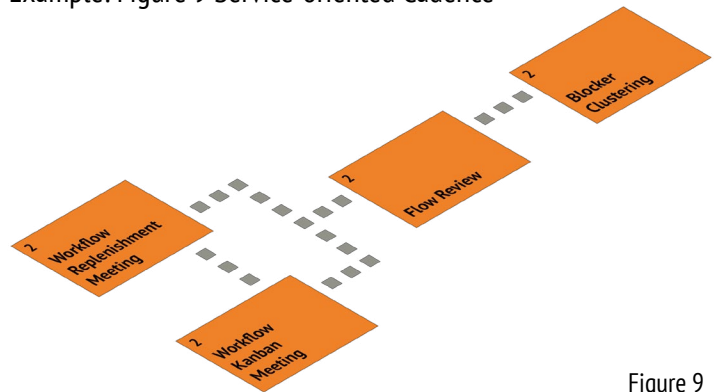 Example: Figure 9 Service-oriented Cadence
2
Blocker
Clustering
2
Flow Review
2
Workflow
Replenishment
Meeting
2
Workflow
Kanban
Meeting
Figure 9